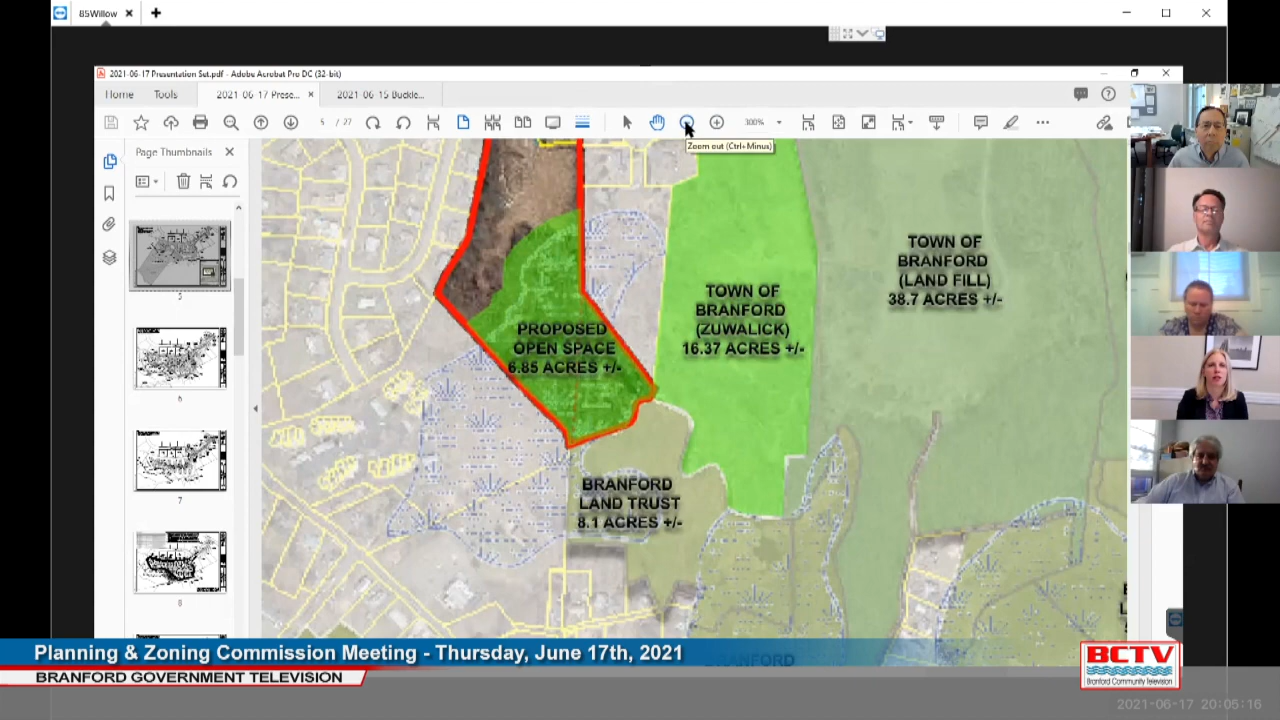 85Willow
2021-06-17 Presentation Set.pdf - Adobe Acrobat Pro DC (32-bit)
Home
Tools
2021-06-17 Prese...
2021-06-15 Buckle...
5 / 27
300%
Zoom out (Ctrl+Minus)
Page Thumbnails
5
6
7
8
PROPOSED
OPEN SPACE
6.85 ACRES +/-
TOWN OF
BRANFORD
(ZUWALICK)
16.37 ACRES +/-
TOWN OF
BRANFORD
(LAND FILL)
38.7 ACRES +/-
BRANFORD
LAND TRUST
8.1 ACRES +/-
BRANFORD
Planning & Zoning Commission Meeting - Thursday, June 17th, 2021
BRANFORD GOVERNMENT TELEVISION
BCTV
Branford Community Television
2021-06-17 20:05:16